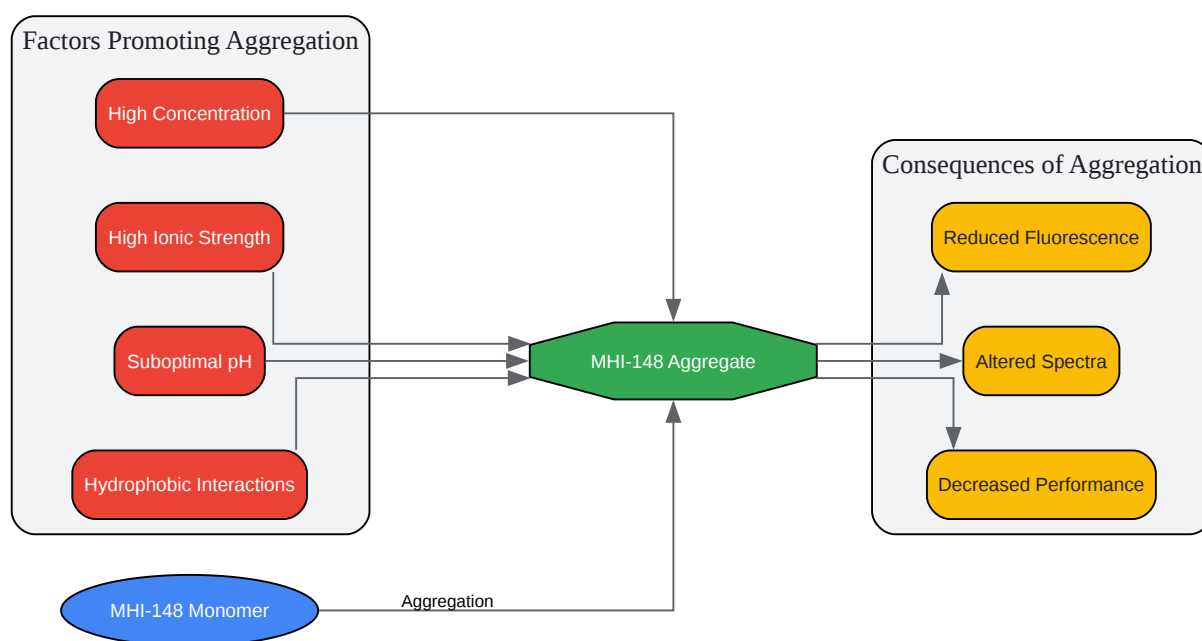 Factors Promoting Aggregation
High Concentration
High Ionic Strength
Suboptimal pH
Hydrophobic Interactions
MHI-148 Monomer
Aggregation
MHI-148 Aggregate
Consequences of Aggregation
Reduced Fluorescence
Altered Spectra
Decreased Performance